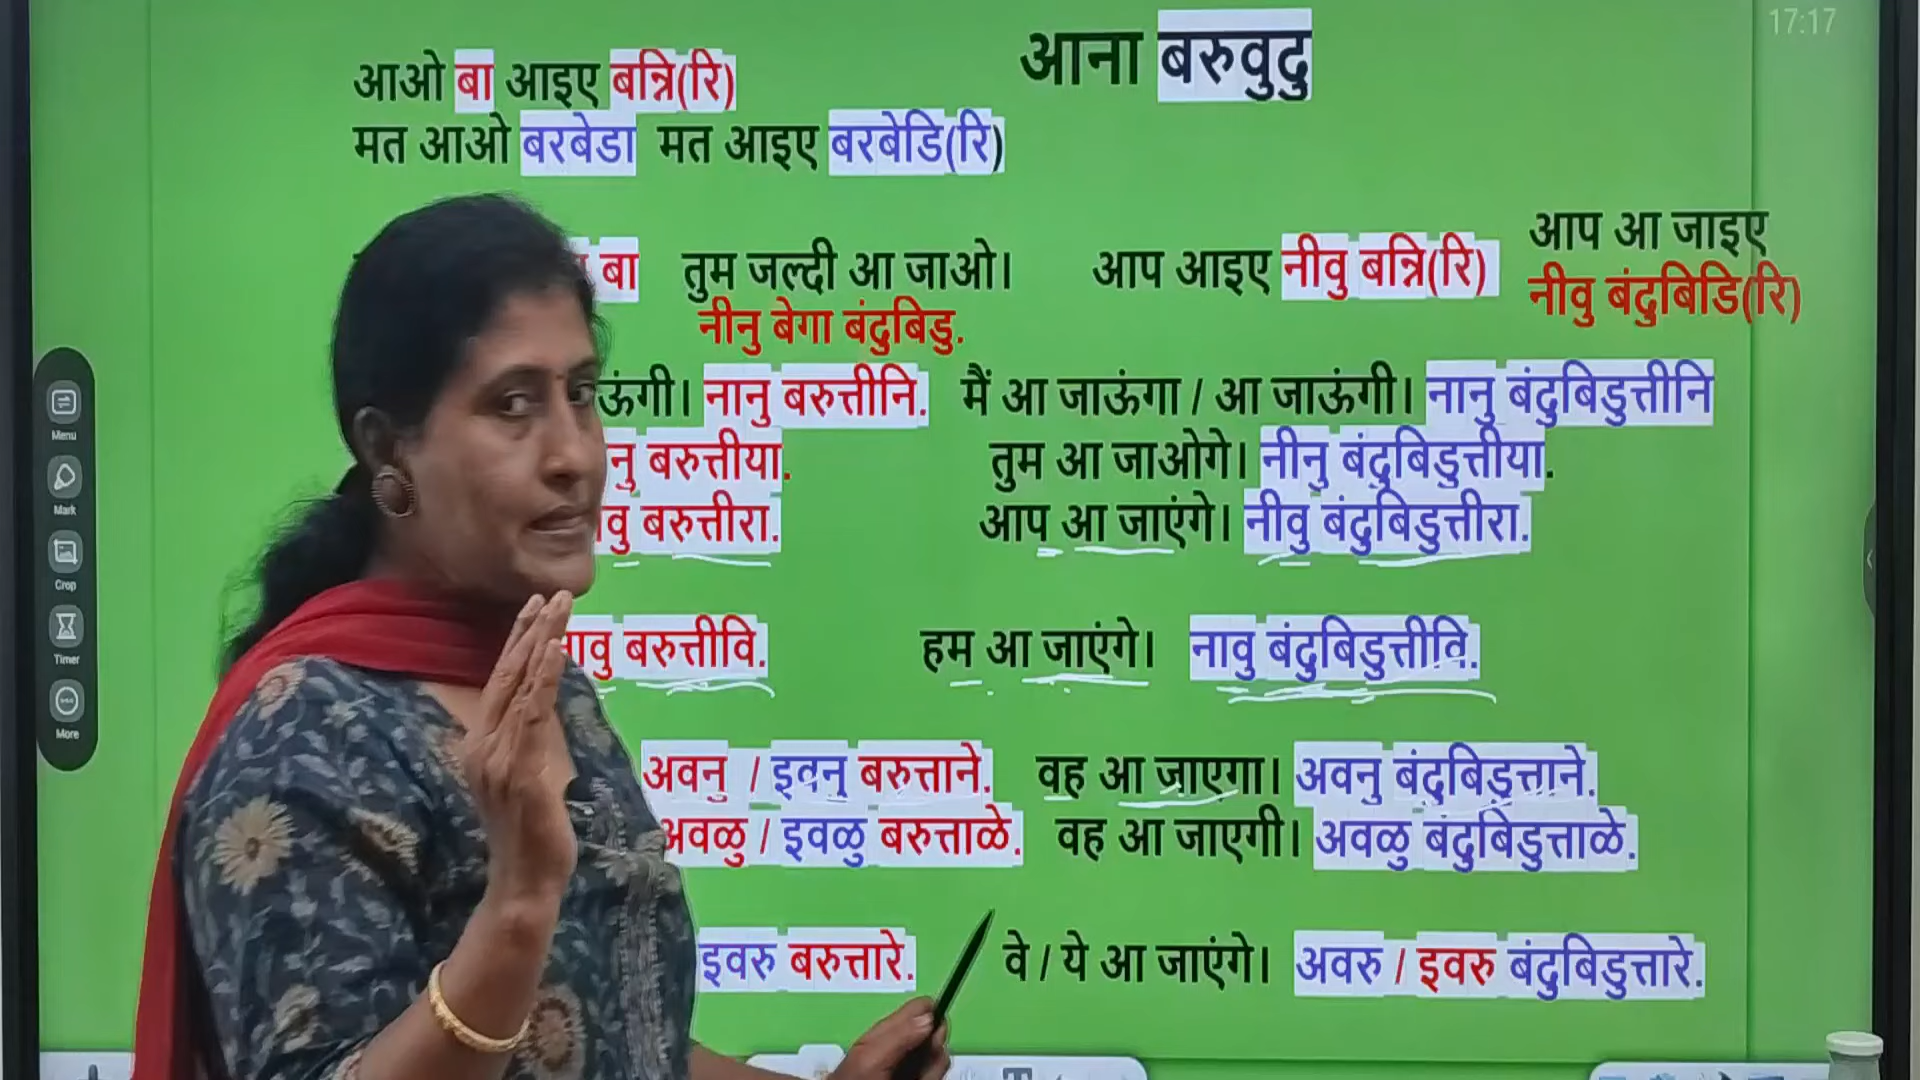 17:17
आना बरुवुदु
आओ बा आइए बन्नि(रि)
मत आओ बरबेडा मत आइए बरबेडि(रि)
बा तुम जल्दी आ जाओ। आप आइए नीवु बन्नि(रि) आप आ जाइए
नीनु बेगा बंदुबिडु. नीवु बंदुबिडि(रि)
ऊंगी। नानु बरुत्तीनि. मैं आ जाऊंगा / आ जाऊंगी। नानु बंदुबिडुत्तीनि
नु बरुत्तीया. तुम आ जाओगे। नीनु बंदुबिडुत्तीया.
वु बरुत्तीरा. आप आ जाएंगे। नीवु बंदुबिडुत्तीरा.
नावु बरुत्तीवि. हम आ जाएंगे। नावु बंदुबिडुत्तीवि.
अवनु / इवनु बरुत्ताने. वह आ जाएगा। अवनु बंदुबिडुत्ताने.
अवळु / इवळु बरुत्ताळे. वह आ जाएगी। अवळु बंदुबिडुत्ताळे.
इवरु बरुत्तारे. वे / ये आ जाएंगे। अवरु / इवरु बंदुबिडुत्तारे.
Menu
Mark
Crop
Timer
More